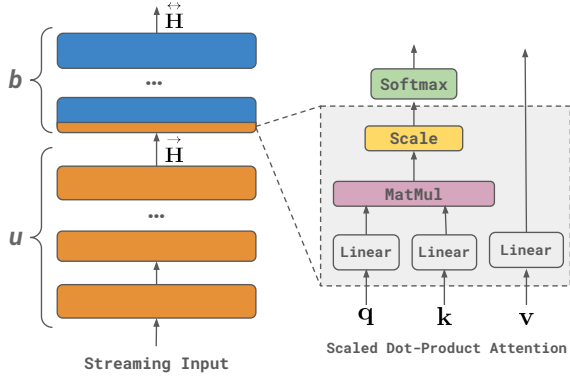 H
b
...
H
u
...
Streaming Input
Softmax
Scale
MatMul
Linear
Linear
Linear
q
k
v
Scaled Dot-Product Attention